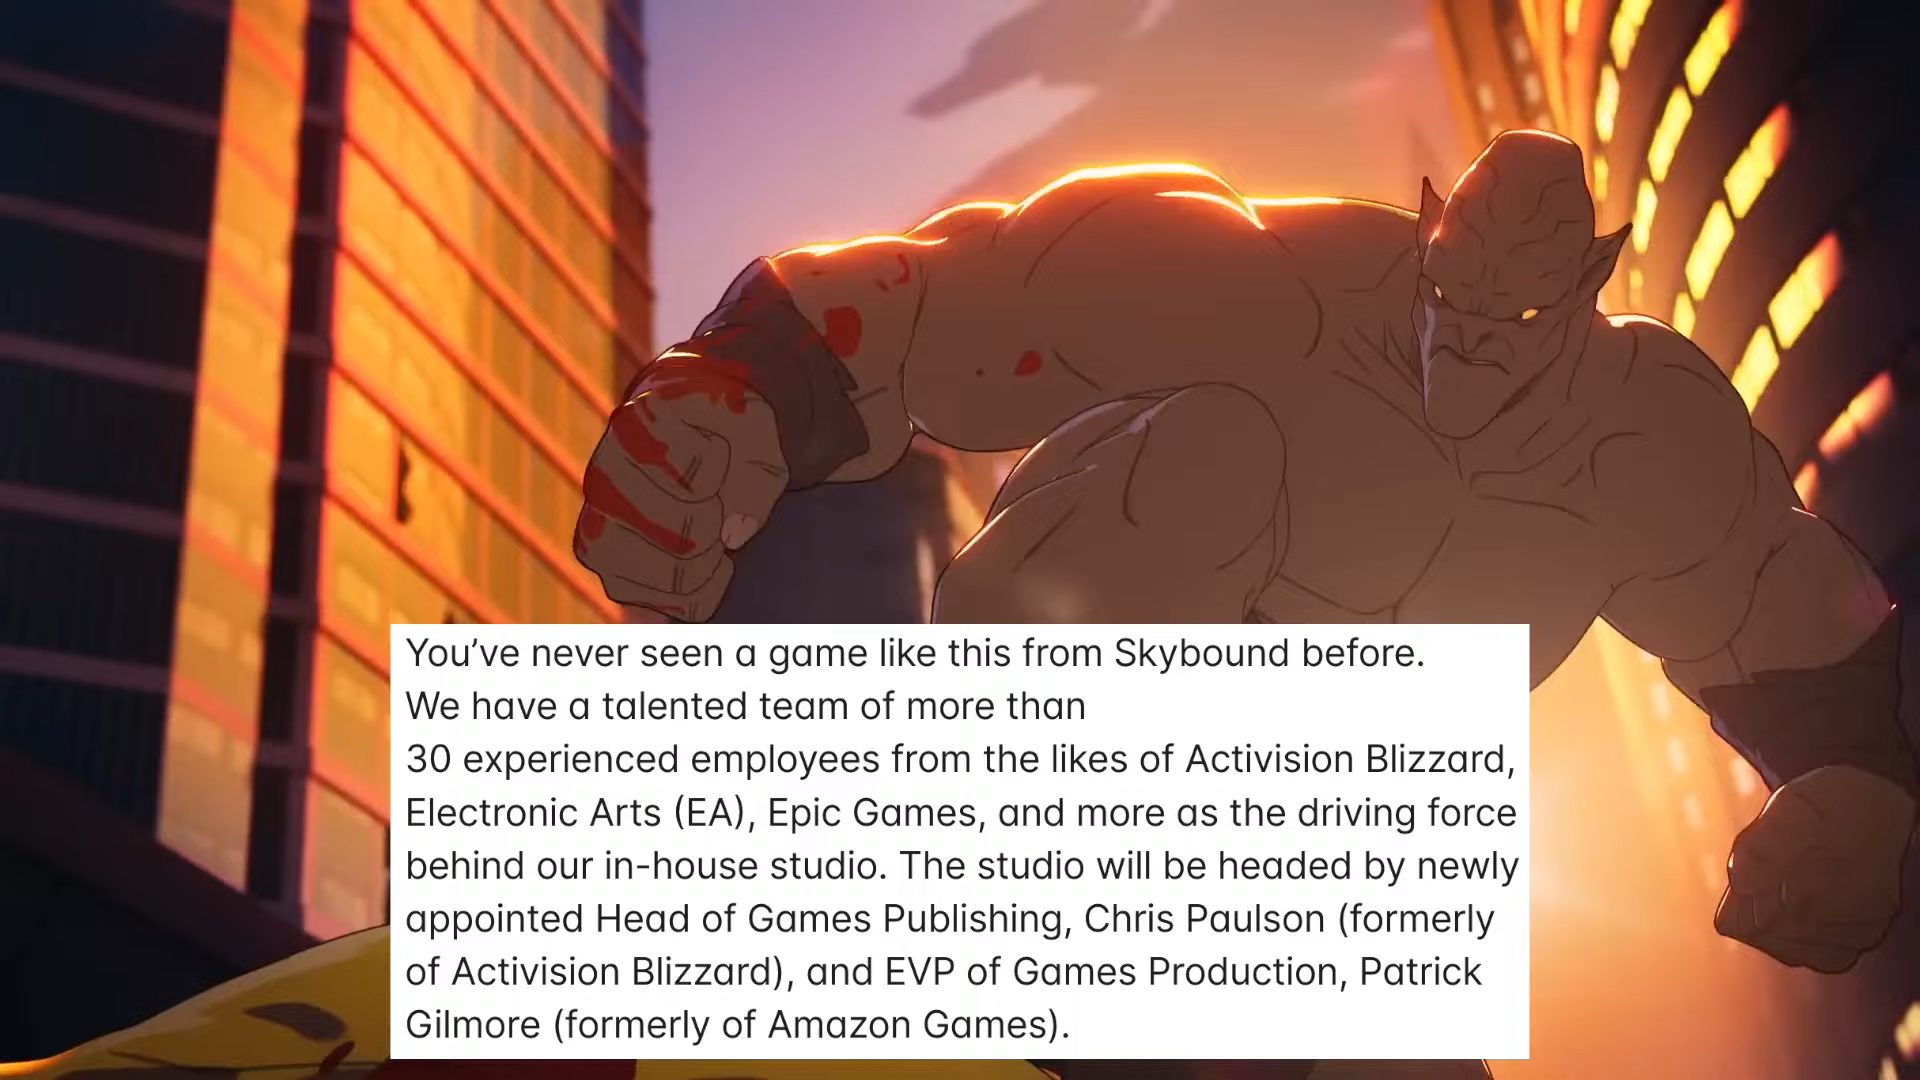 You’ve never seen a game like this from Skybound before.
We have a talented team of more than
30 experienced employees from the likes of Activision Blizzard,
Electronic Arts (EA), Epic Games, and more as the driving force
behind our in-house studio. The studio will be headed by newly
appointed Head of Games Publishing, Chris Paulson (formerly
of Activision Blizzard), and EVP of Games Production, Patrick
Gilmore (formerly of Amazon Games).